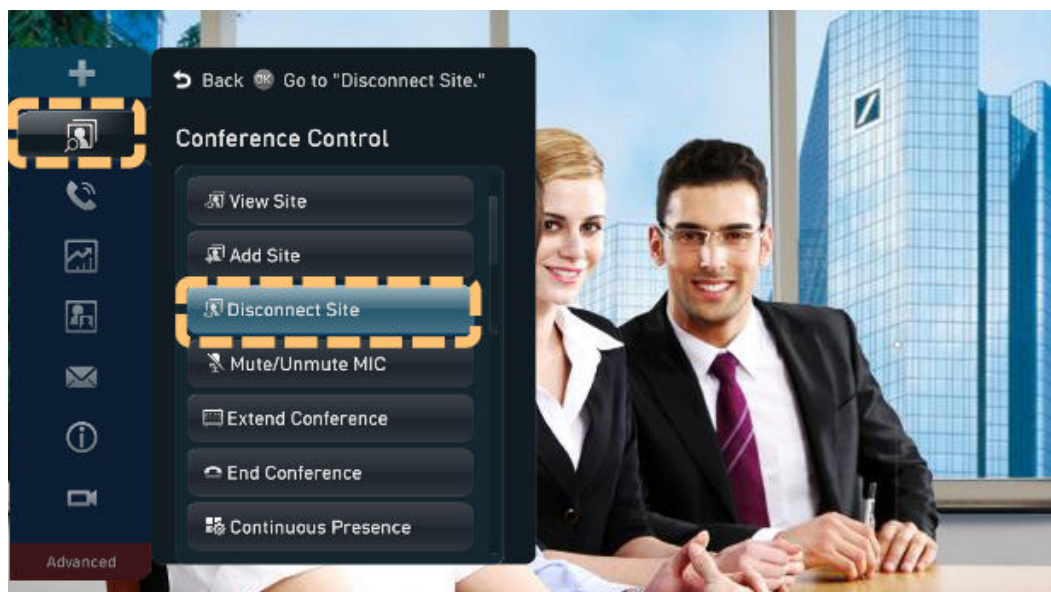 Back OK Go to "Disconnect Site."
Conference Control
View Site
Add Site
Disconnect Site
Mute/Unmute MIC
Extend Conference
End Conference
Continuous Presence
Advanced